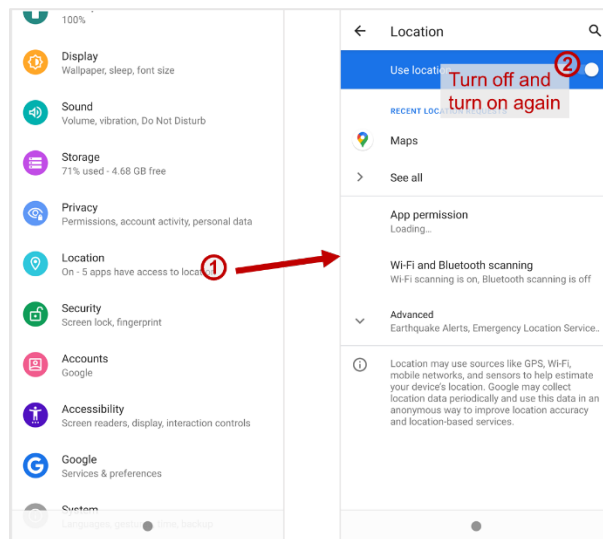 100%
Display
Wallpaper, sleep, font size
Sound
Volume, vibration, Do Not Disturb
Storage
71% used - 4.68 GB free
Privacy
Permissions, account activity, personal data
Location
On - 5 apps have access to location
1
Security
Screen lock, fingerprint
Accounts
Google
Accessibility
Screen readers, display, interaction controls
Google
Services & preferences
System
Languages, gestures, time, backup
Location
Use location
2
Turn off and
turn on again
RECENT LOCATION REQUESTS
Maps
See all
App permission
Loading…
Wi-Fi and Bluetooth scanning
Wi-Fi scanning is on, Bluetooth scanning is off
Advanced
Earthquake Alerts, Emergency Location Service..
Location may use sources like GPS, Wi-Fi,
mobile networks, and sensors to help estimate
your device's location. Google may collect
location data periodically and use this data in an
anonymous way to improve location accuracy
and location-based services.